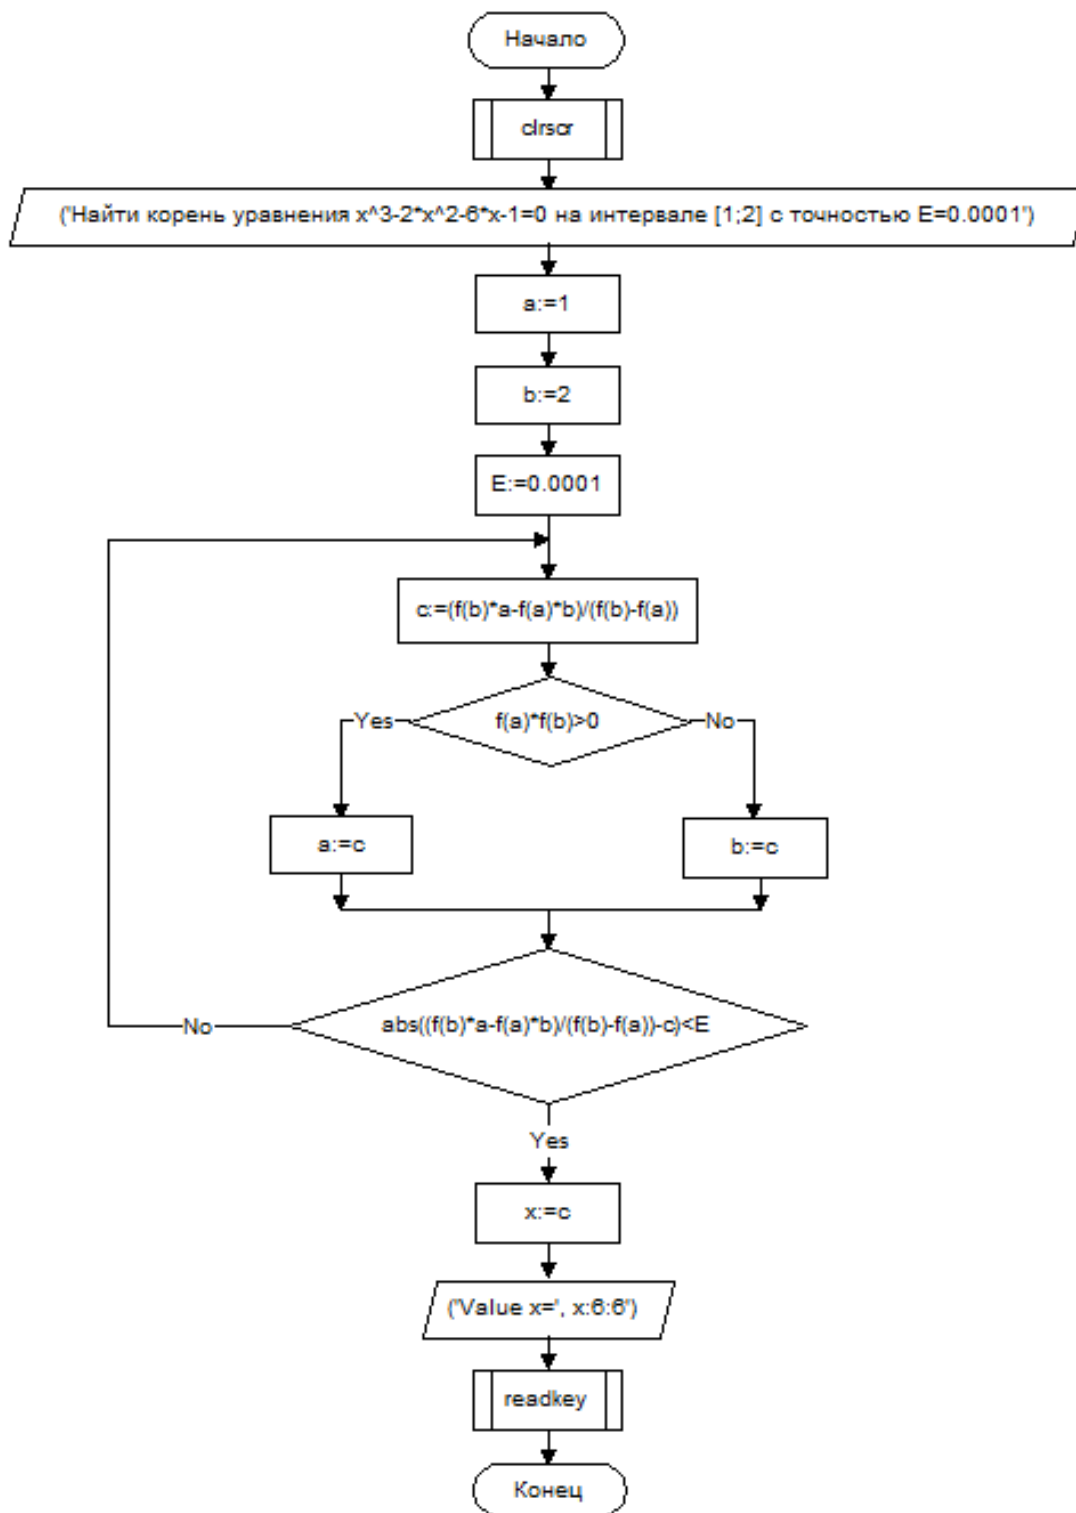 Начало
clrscr
('Найти корень уравнения x^3-2*x^2-6*x-1=0 на интервале [1;2] с точностью E=0.0001')
a:=1
b:=2
E:=0.0001
c:=(f(b)*a-f(a)*b)/(f(b)-f(a))
f(a)*f(b)>0
Yes
No
a:=c
b:=c
abs((f(b)*a-f(a)*b)/(f(b)-f(a))-c)<E
No
Yes
x:=c
('Value x=', x:6:6')
readkey
Конец